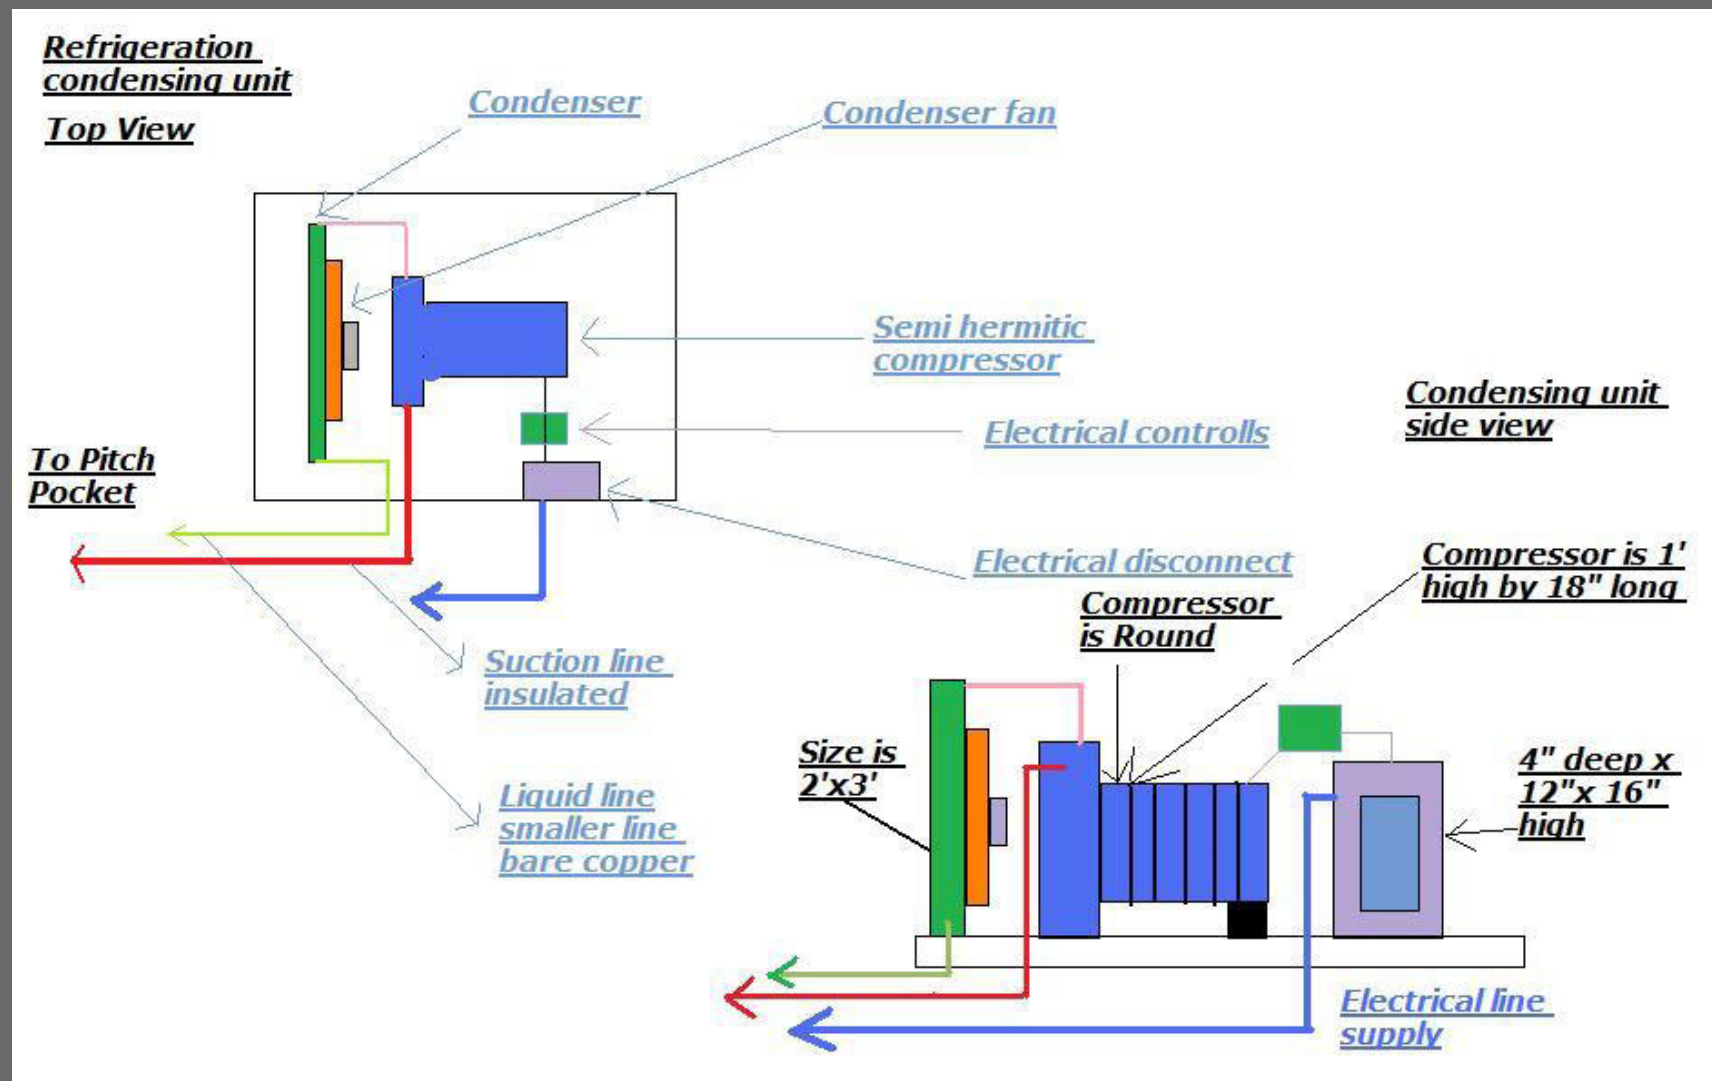 Refrigeration
condensing unit
Top View
Condenser
Condenser fan
Semi hermitic
compressor
Electrical controlls
Condensing unit
side view
To Pitch
Pocket
Electrical disconnect
Compressor is 1'
high by 18" long
Compressor
is Round
Suction line
insulated
Size is
2'x3'
4" deep x
12"x 16"
high
Liquid line
smaller line
bare copper
Electrical line
supply